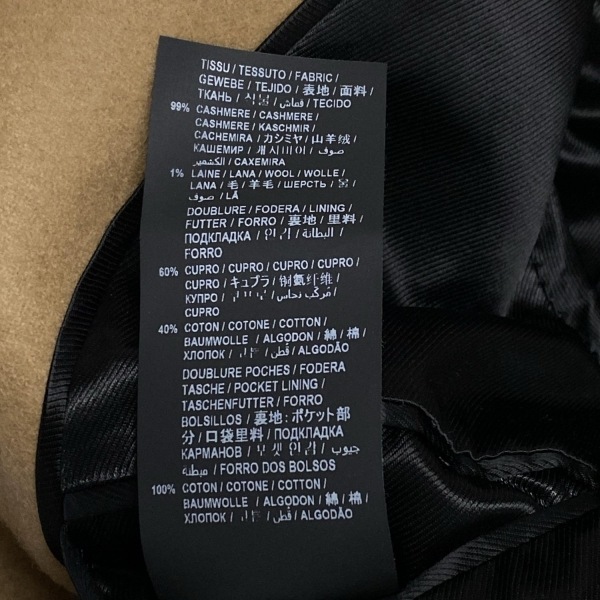 TISSU / TESSUTO / FABRIC /
GEWEBE / TEJIDO / 表地 / 面料 /
ТКАНЬ / / قماش / TECIDO
99% CASHMERE / CASHMERE /
CASHMERE / KASCHMIR /
CACHEMIRA / カシミヤ / 山羊绒 /
КАШЕМИР / / صوف
الكشمير / CAXEMIRA
1% LAINE / LANA / WOOL / WOLLE /
LANA / 毛 / 羊毛 / ШЕРСТЬ / /
صوف / LÃ
DOUBLURE / FODERA / LINING /
FUTTER / FORRO / 裏地 / 里料 /
ПОДКЛАДКА / / البطانة /
FORRO
60% CUPRO / CUPRO / CUPRO / CUPRO /
CUPRO / キュプラ / 铜氨纤维 /
КУПРО / / مركب نحاس /
CUPRO
40% COTON / COTONE / COTTON /
BAUMWOLLE / ALGODON / 綿 / 棉 /
ХЛОПОК / / قطن / ALGODÃO
DOUBLURE POCHES / FODERA
TASCHE / POCKET LINING /
TASCHENFUTTER / FORRO
BOLSILLOS / 裏地: ポケット部
分 / 口袋里料 / ПОДКЛАДКА
КАРМАНОВ / / جيوب
مبطنة / FORRO DOS BOLSOS
100% COTON / COTONE / COTTON /
BAUMWOLLE / ALGODON / 綿 / 棉 /
ХЛОПОК / / قطن / ALGODÃO